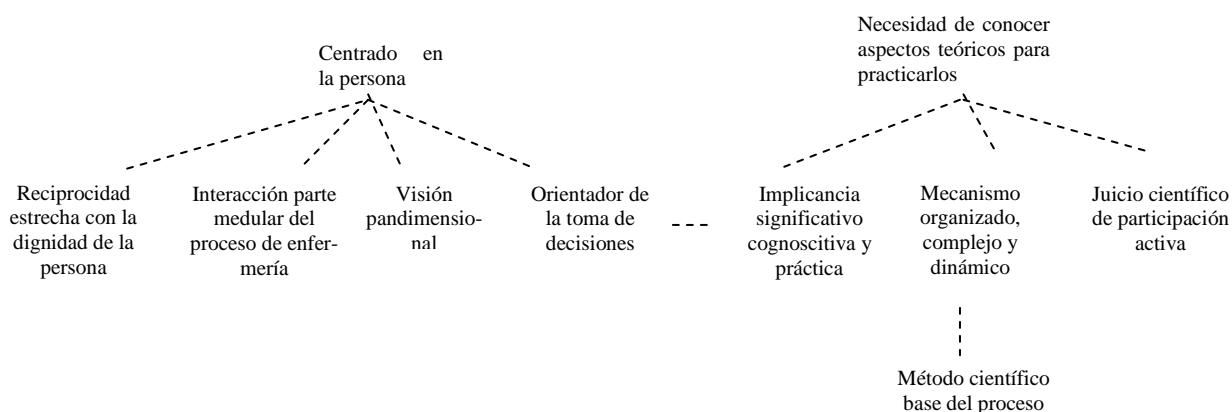 Centrado en
la persona
Necesidad de conocer
aspectos teóricos para
practicarlos
Reciprocidad
estrecha con la
dignidad de la
persona
Interacción parte
medular del
proceso de enfer-
mería
Visión
pandimensio-
nal
Orientador de
la toma de
decisiones
Implicancia
significativo
cognoscitiva y
práctica
Mecanismo
organizado,
complejo y
dinámico
Juicio científico
de participación
activa
Método científico
base del proceso